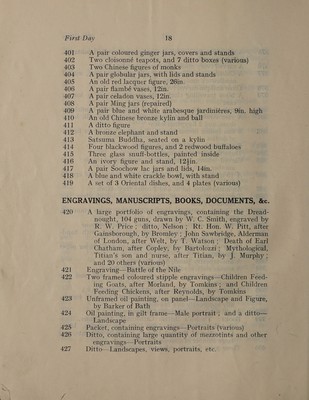 First Day 18
401 A pair coloured ginger jars, covers and stands
402 Two cloisonné teapots, and 7 ditto boxes (various)
403 Two Chinese figures of monks
404 A pair globular jars, with lids and stands
405 An old red lacquer figure, 26in.
406 A pair flambé vases, 12in.
407 A pair celadon vases, 12in.
408 A pair Ming jars (repaired)
409 A pair blue and white arabesque jardinières, 9in. high
410 An old Chinese bronze kylin and ball
411 A ditto figure
412 A bronze elephant and stand
413 Satsuma Buddha, seated on a kylin
414 Four blackwood figures, and 2 redwood buffaloes
415 Three glass snuff-bottles, painted inside
416 An ivory figure and stand, 12½in.
417 A pair Soochow lac jars and lids, 14in.
418 A blue and white crackle bowl, with stand
419 A set of 3 Oriental dishes, and 4 plates (various)
ENGRAVINGS, MANUSCRIPTS, BOOKS, DOCUMENTS, &c.
420 A large portfolio of engravings, containing the Dread-
nought, 104 guns, drawn by W. C. Smith, engraved by
R. W. Price; ditto, Nelson; Rt. Hon. W. Pitt, after
Gainsborough, by Bromley; John Sawbridge, Alderman
of London, after Welt, by T. Watson; Death of Earl
Chatham, after Copley, by Bartolozzi; Mythological,
Titian's son and nurse, after Titian, by J. Murphy;
and 20 others (various)
421 Engraving—Battle of the Nile
422 Two framed coloured stipple engravings—Children Feed-
ing Goats, after Morland, by Tomkins; and Children
Feeding Chickens, after Reynolds, by Tomkins
423 Unframed oil painting, on panel—Landscape and Figure,
by Barker of Bath
424 Oil painting, in gilt frame—Male portrait; and a ditto—
Landscape
425 Packet, containing engravings—Portraits (various)
426 Ditto, containing large quantity of mezzotints and other
engravings—Portraits
427 Ditto—Landscapes, views, portraits, etc.